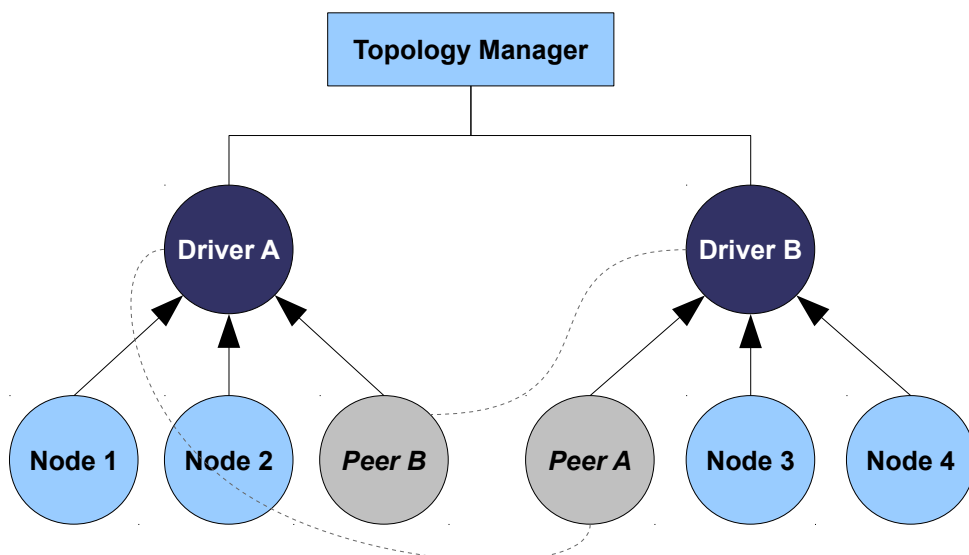 Topology Manager
Driver A
Driver B
Node 1
Node 2
Peer B
Peer A
Node 3
Node 4